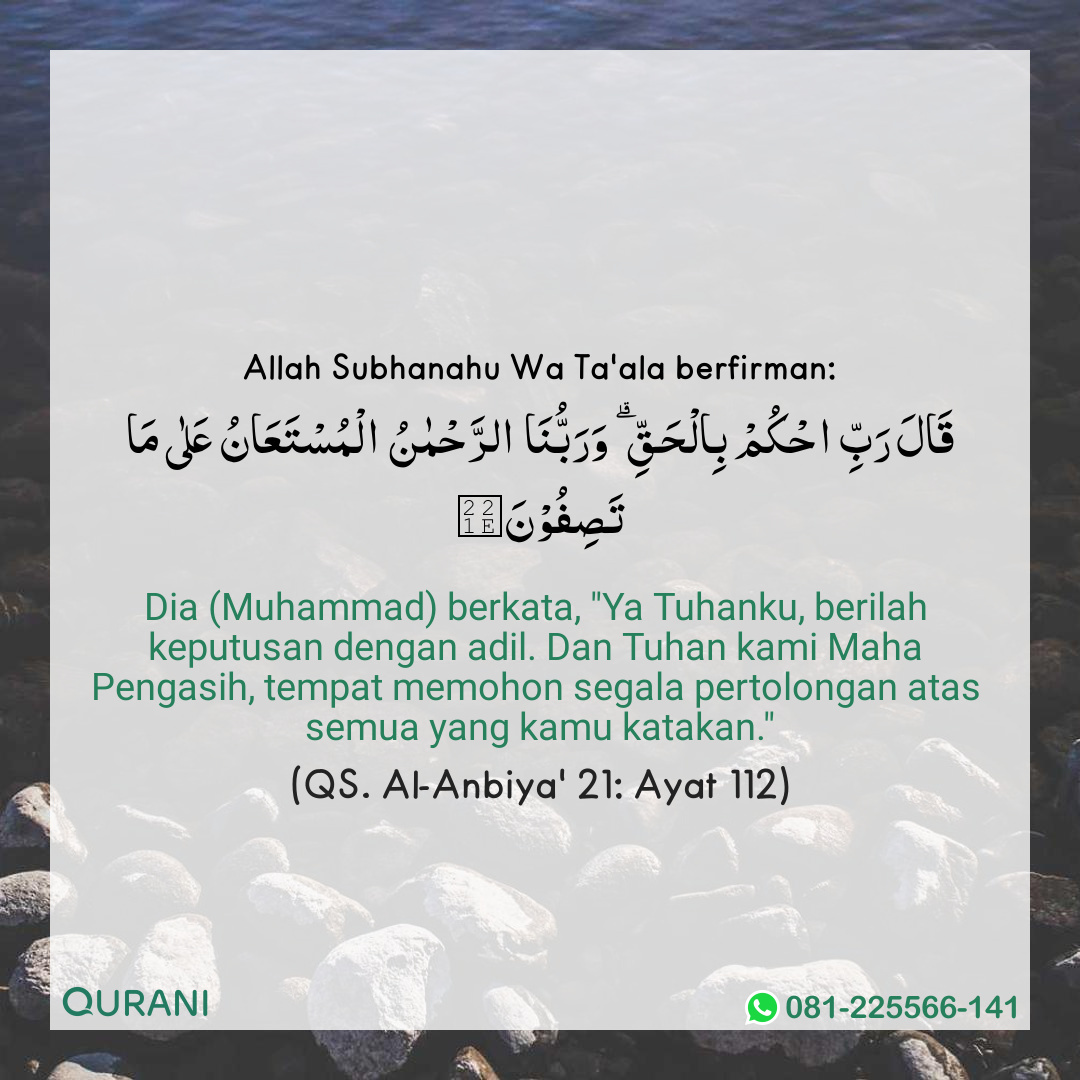 Allah Subhanahu Wa Ta'ala berfirman:
قَالَ رَبِّ احْكُمْ بِالْحَقِّ ۗ وَرَبُّنَا الرَّحْمٰنُ الْمُسْتَعَانُ عَلٰى مَا
تَصِفُوْنَ
Dia (Muhammad) berkata, "Ya Tuhanku, berilah
keputusan dengan adil. Dan Tuhan kami Maha
Pengasih, tempat memohon segala pertolongan atas
semua yang kamu katakan."
(QS. Al-Anbiya' 21: Ayat 112)
QURANI
081-225566-141